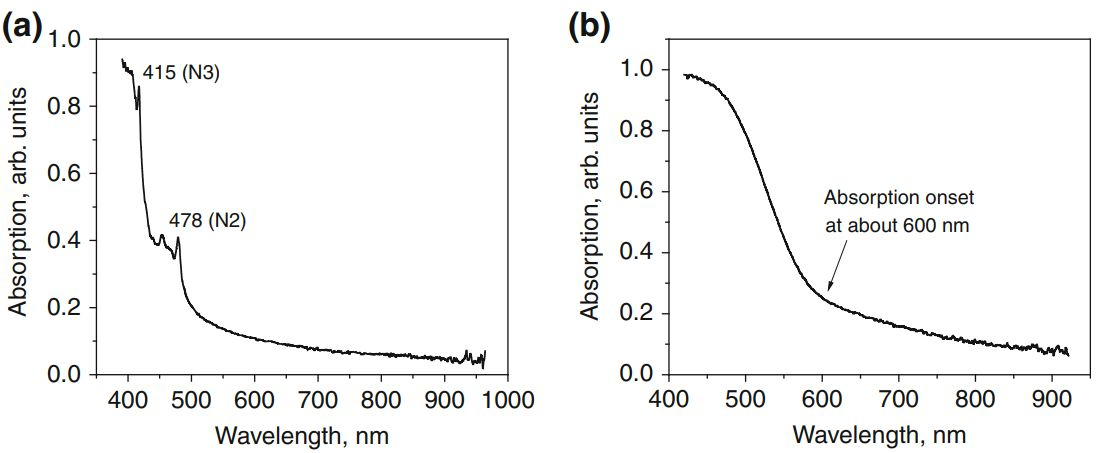 (a)
1.0
0.8
0.6
0.4
0.2
0.0
Absorption, arb. units
415 (N3)
478 (N2)
400 500 600 700 800 900 1000
Wavelength, nm
(b)
1.0
0.8
0.6
0.4
0.2
0.0
Absorption, arb. units
Absorption onset
at about 600 nm
400 500 600 700 800 900
Wavelength, nm